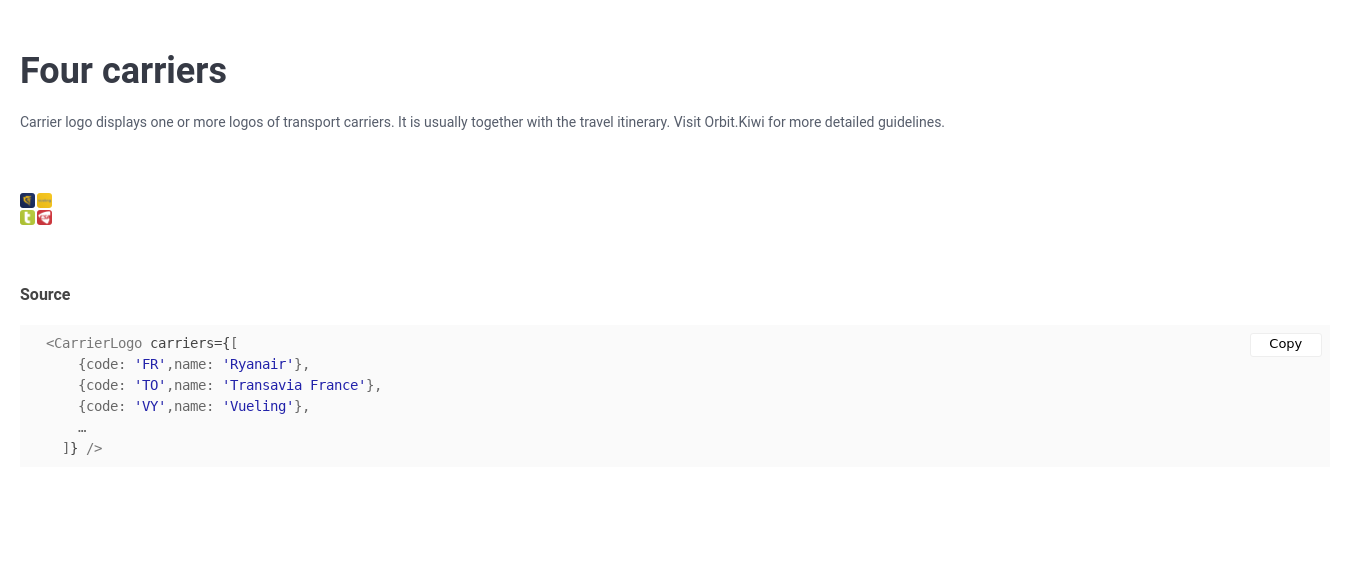 Four carriers
Carrier logo displays one or more logos of transport carriers. It is usually together with the travel itinerary. Visit Orbit.Kiwi for more detailed guidelines.
t
Source
<CarrierLogo carriers={[
Copy
{code: 'FR',name: 'Ryanair'},
{code: 'TO',name: 'Transavia France'},
{code: 'VY',name: 'Vueling'},
…
]} />